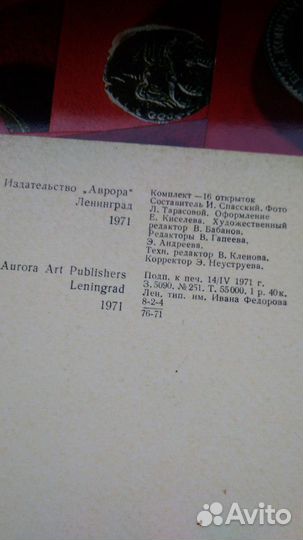 Издательство „Аврора"
Ленинград
1971
Комплект —16 открыток
Составитель И. Спасский. Фото
Л. Тарасовой. Оформление
Е. Киселева. Художественный
редактор В. Бабанов.
Редакторы В. Гапеева,
Э. Андреева.
Техн. редактор В. Кленова.
Корректор Э. Неуструева.
Aurora Art Publishers
Leningrad
1971
Подп. к печ. 14/IV 1971 г.
З. 5090. № 251. Т. 55000. 1 р. 40к.
Лен. тип. им. Ивана Федорова
8-2-4
76-71
Avito